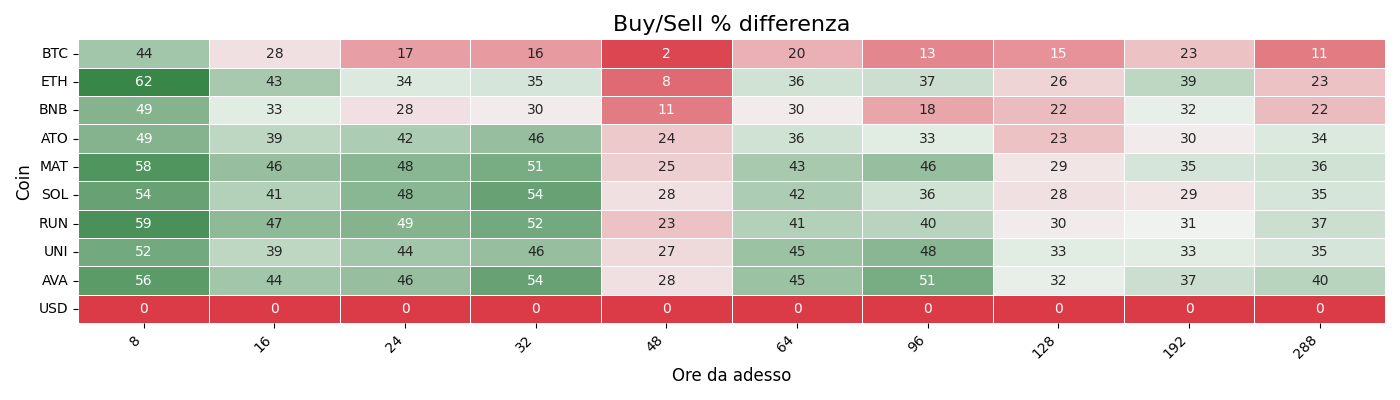 Buy/Sell % differenza
BTC 44 28 17 16 2 20 13 15 23 11
ETH 62 43 34 35 8 36 37 26 39 23
BNB 49 33 28 30 11 30 18 22 32 22
ATO 49 39 42 46 24 36 33 23 30 34
MAT 58 46 48 51 25 43 46 29 35 36
SOL 54 41 48 54 28 42 36 28 29 35
RUN 59 47 49 52 23 41 40 30 31 37
UNI 52 39 44 46 27 45 48 33 33 35
AVA 56 44 46 54 28 45 51 32 37 40
USD 0 0 0 0 0 0 0 0 0 0
8 16 24 32 48 64 96 128 192 288
Coin
Ore da adesso